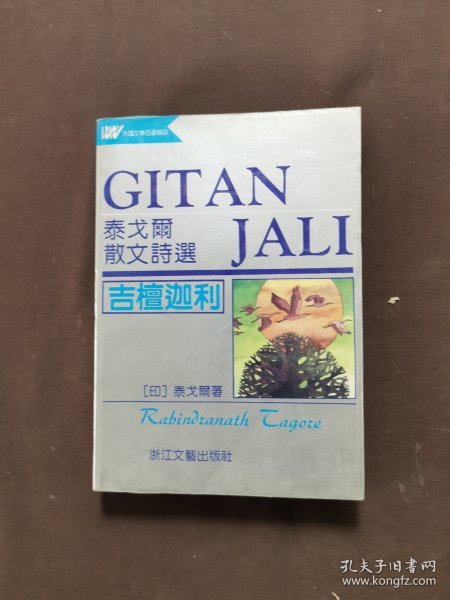 外国文学名著精品
GITAN
JALI
泰戈爾
散文詩選
吉檀迦利
[印] 泰戈爾著
Rabindranath Tagore
浙江文藝出版社
孔夫子旧书网
www.kongfz.com